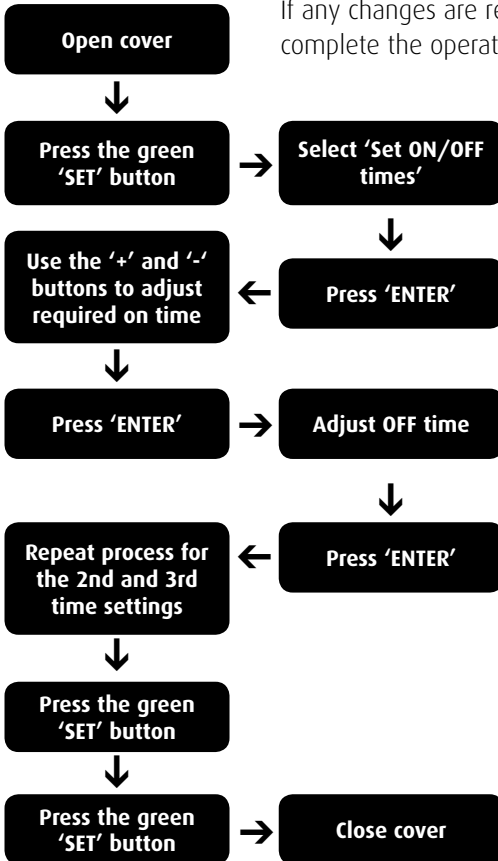 If any changes are
complete the
Open cover
Press the green
‘SET’ button
Select ‘Set ON/OFF
times’
Press ‘ENTER’
Use the ‘+’ and ‘-‘
buttons to adjust
required on time
Press ‘ENTER’
Adjust OFF time
Press ‘ENTER’
Repeat process for
the 2nd and 3rd
time settings
Press the green
‘SET’ button
Press the green
‘SET’ button
Close cover